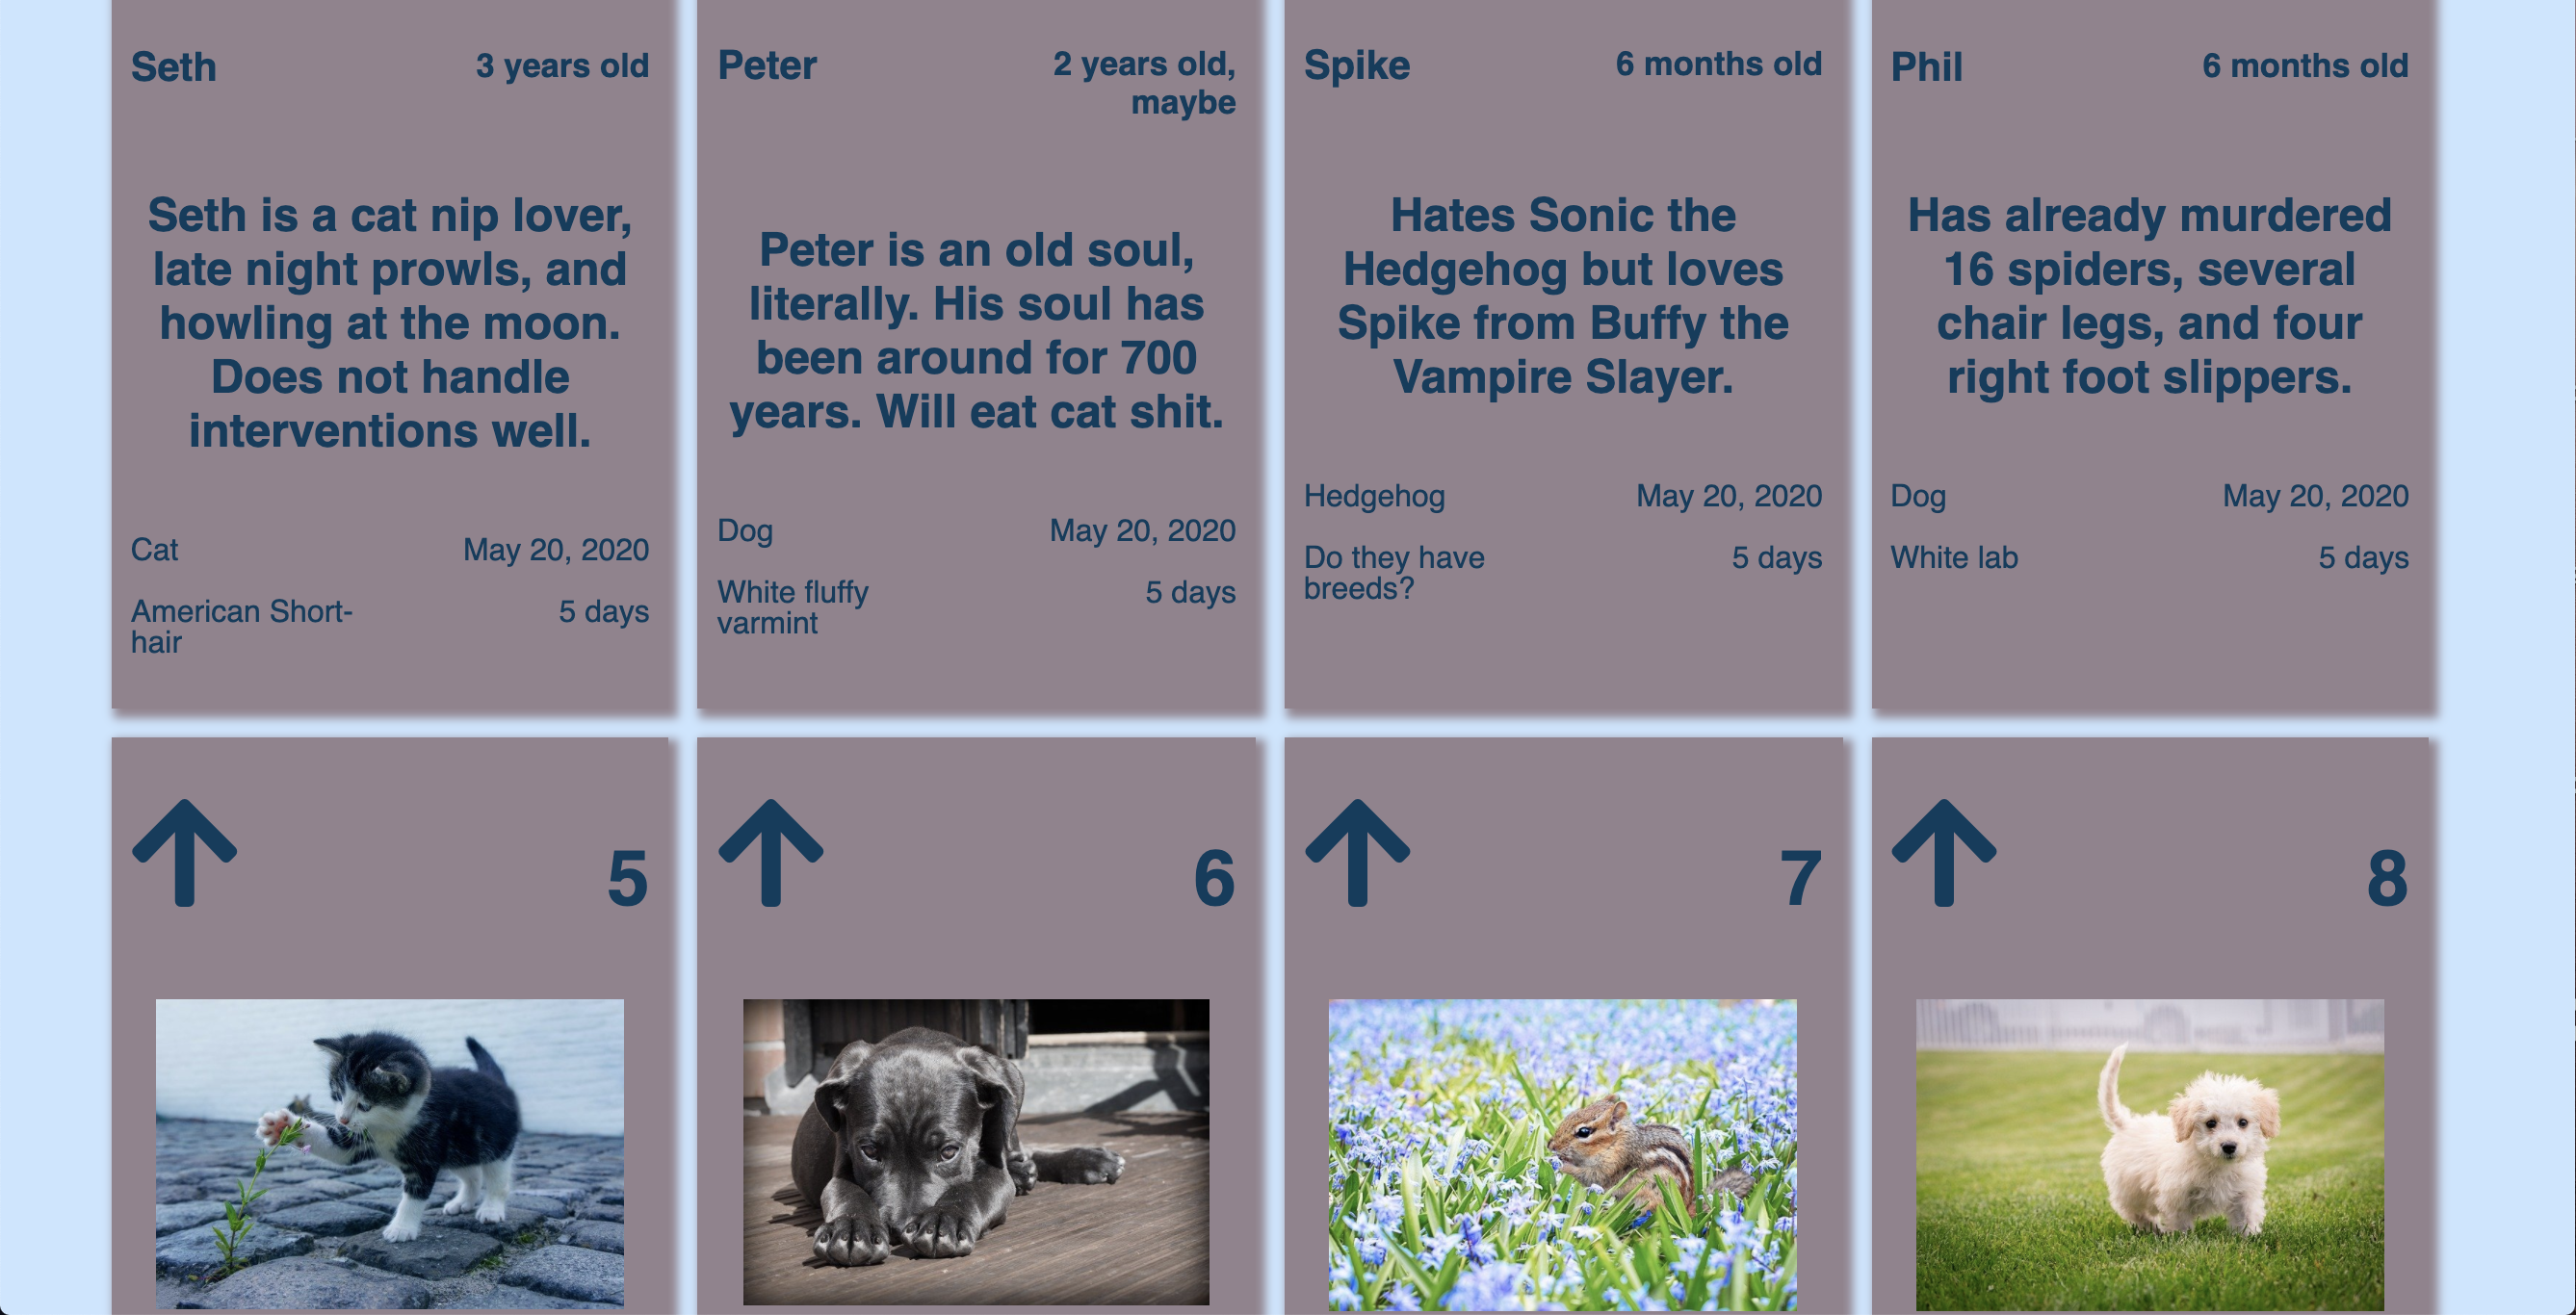 Seth
3 years old
Seth is a cat nip lover,
late night prowls, and
howling at the moon.
Does not handle
interventions well.
Cat
May 20, 2020
American Short-
hair
5 days
Peter
2 years old,
maybe
Peter is an old soul,
literally. His soul has
been around for 700
years. Will eat cat shit.
Dog
May 20, 2020
White fluffy
varmint
5 days
Spike
6 months old
Hates Sonic the
Hedgehog but loves
Spike from Buffy the
Vampire Slayer.
Hedgehog
May 20, 2020
Do they have
breeds?
5 days
Phil
6 months old
Has already murdered
16 spiders, several
chair legs, and four
right foot slippers.
Dog
May 20, 2020
White lab
5 days
5
6
7
8